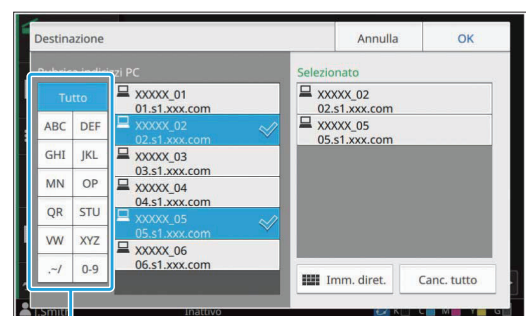 Destinazione
Annulla
OK
Rubrica indirizzi PC
Selezionato
Tutto
ABC DEF
GHI JKL
MN OP
QR STU
VW XYZ
.~/ 0-9
XXXXX_01
01.s1.xxx.com
XXXXX_02
02.s1.xxx.com
XXXXX_03
03.s1.xxx.com
XXXXX_04
04.s1.xxx.com
XXXXX_05
05.s1.xxx.com
XXXXX_06
06.s1.xxx.com
XXXXX_02
02.s1.xxx.com
XXXXX_05
05.s1.xxx.com
Imm. diret.
Canc. tutto
J.Smith
Inattivo
K C M Y G